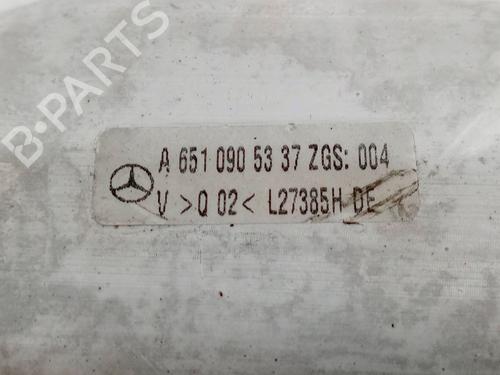 A 651 090 53 37 ZGS: 004
V >Q 02< L27385H DE
B-PARTS